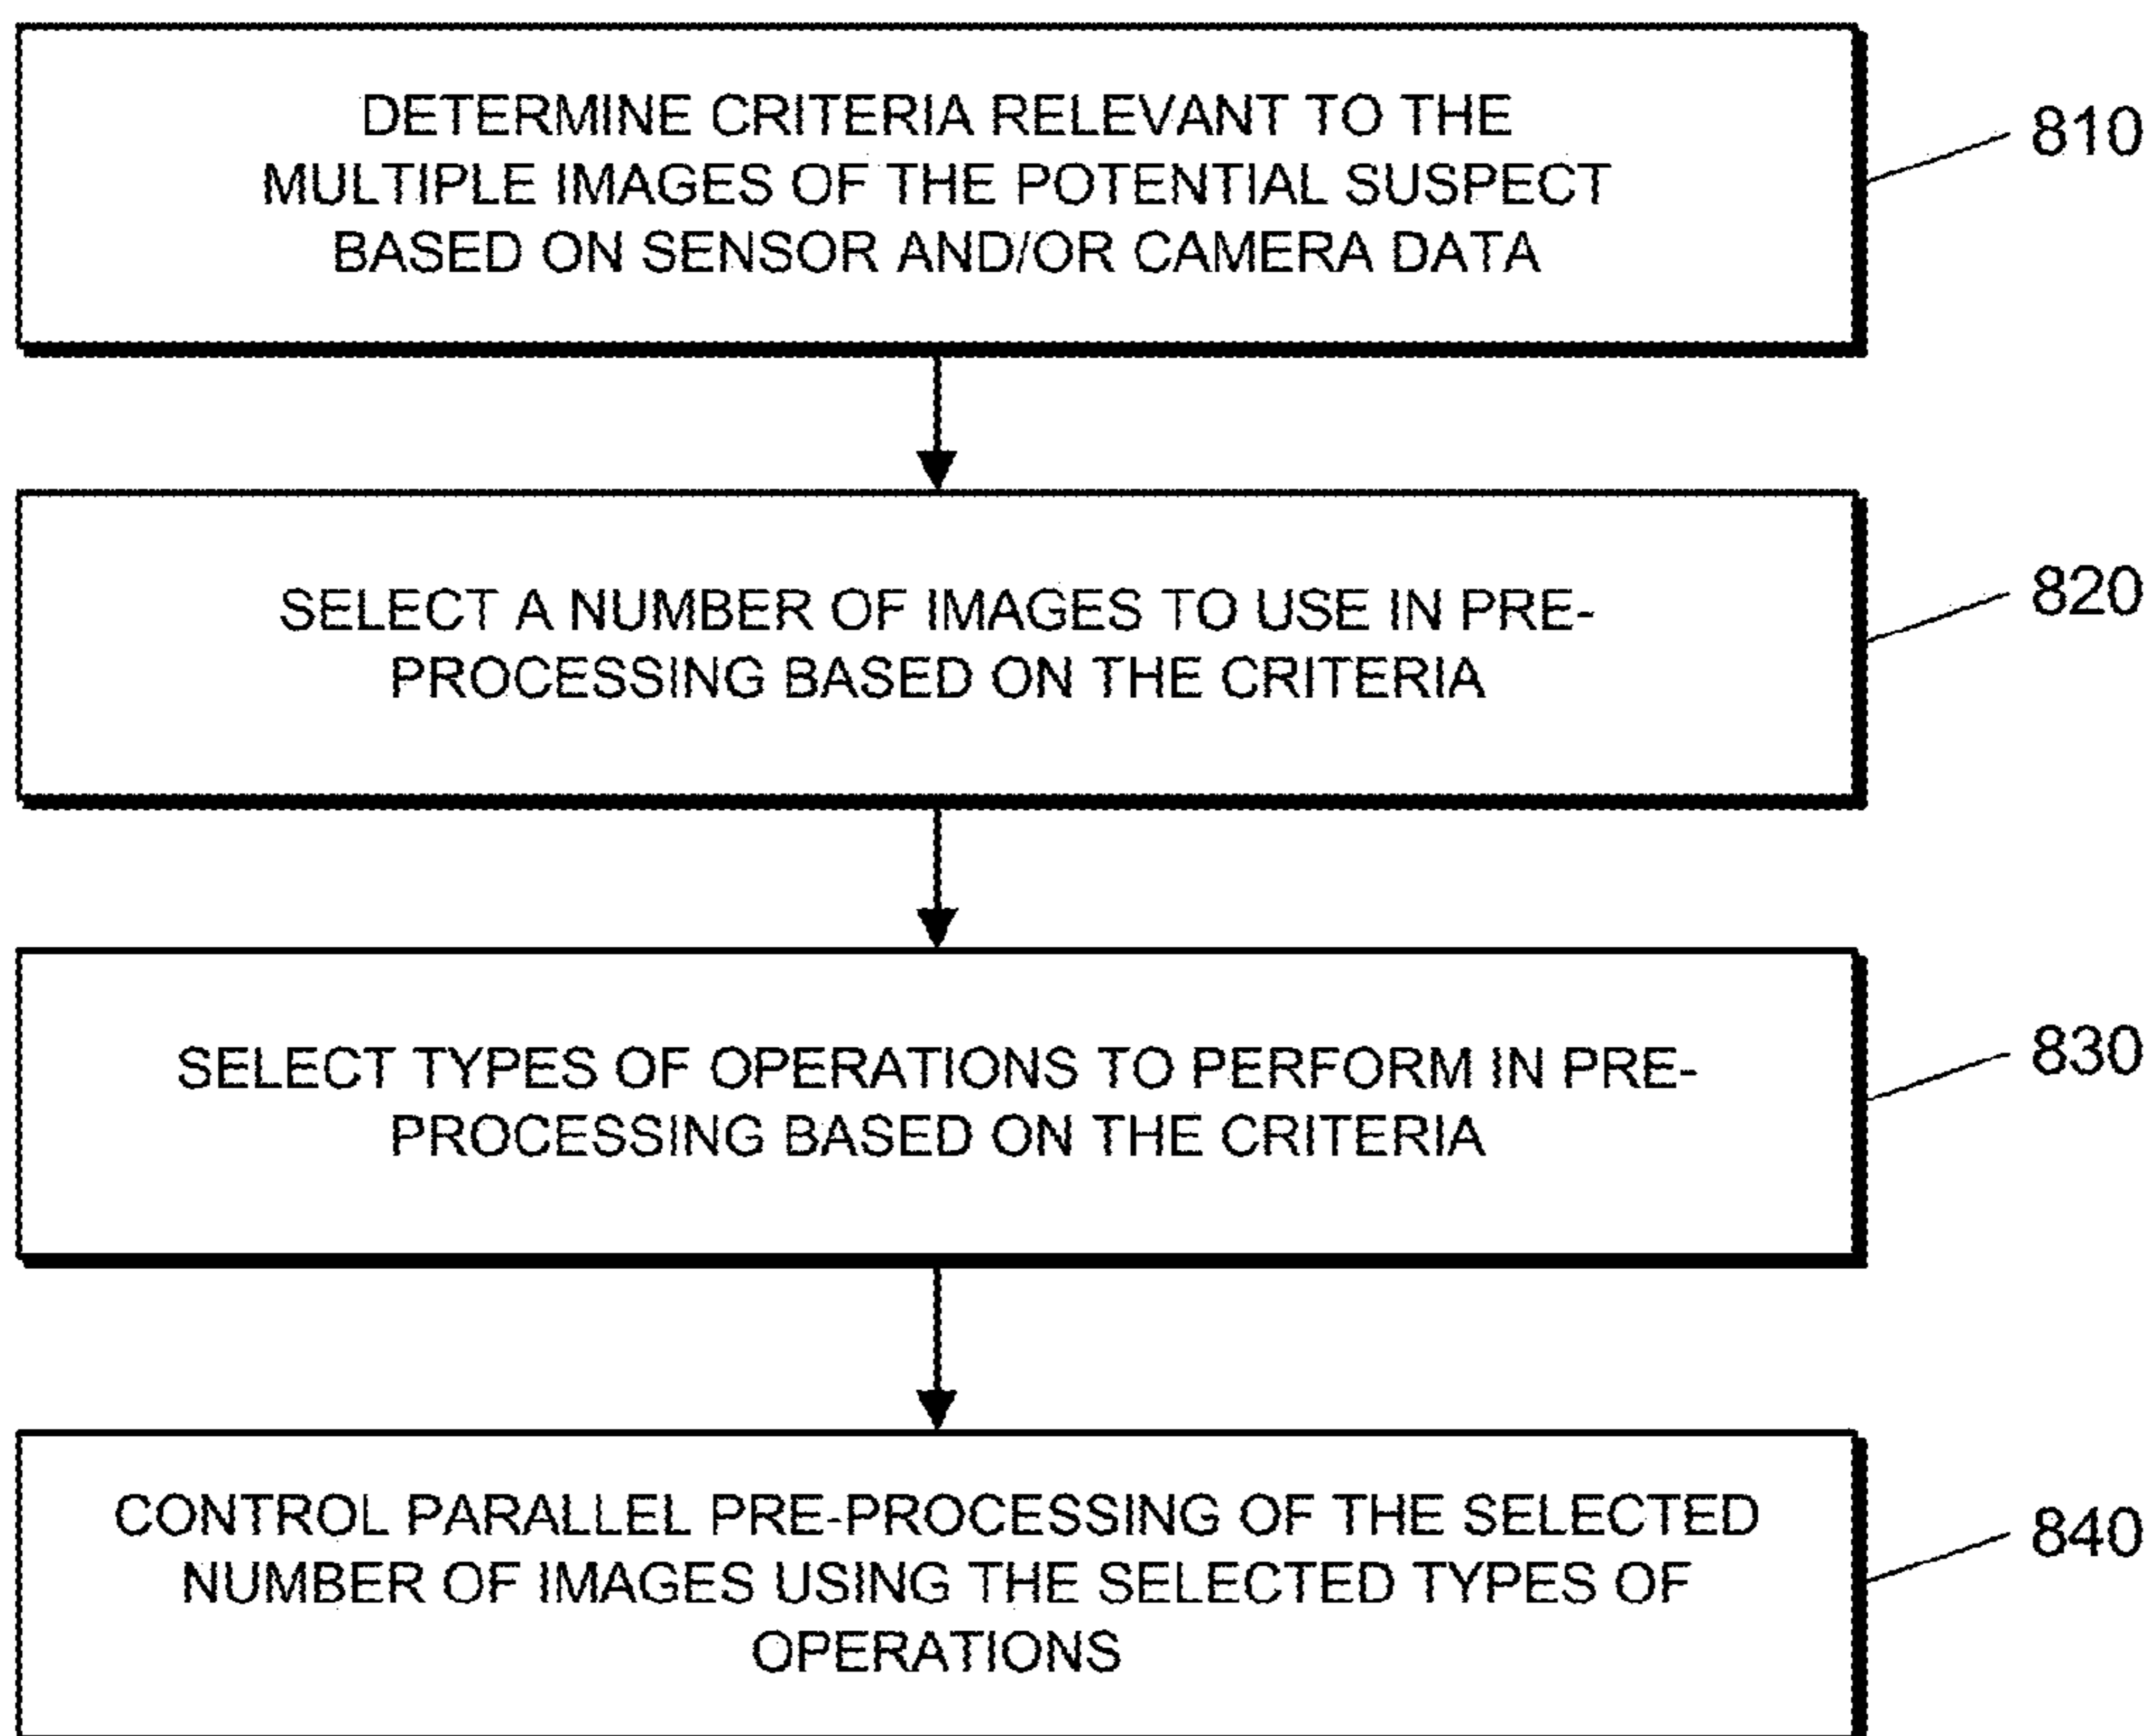 DETERMINE CRITERIA RELEVANT TO THE
MULTIPLE IMAGES OF THE POTENTIAL SUSPECT
BASED ON SENSOR AND/OR CAMERA DATA
810
SELECT A NUMBER OF IMAGES TO USE IN PRE-
PROCESSING BASED ON THE CRITERIA
820
SELECT TYPES OF OPERATIONS TO PERFORM IN PRE-
PROCESSING BASED ON THE CRITERIA
830
CONTROL PARALLEL PRE-PROCESSING OF THE SELECTED
NUMBER OF IMAGES USING THE SELECTED TYPES OF
OPERATIONS
840